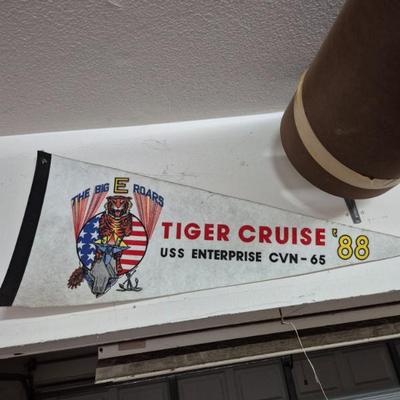 THE BIG E ROARS
TIGER CRUISE '88
USS ENTERPRISE CVN-65